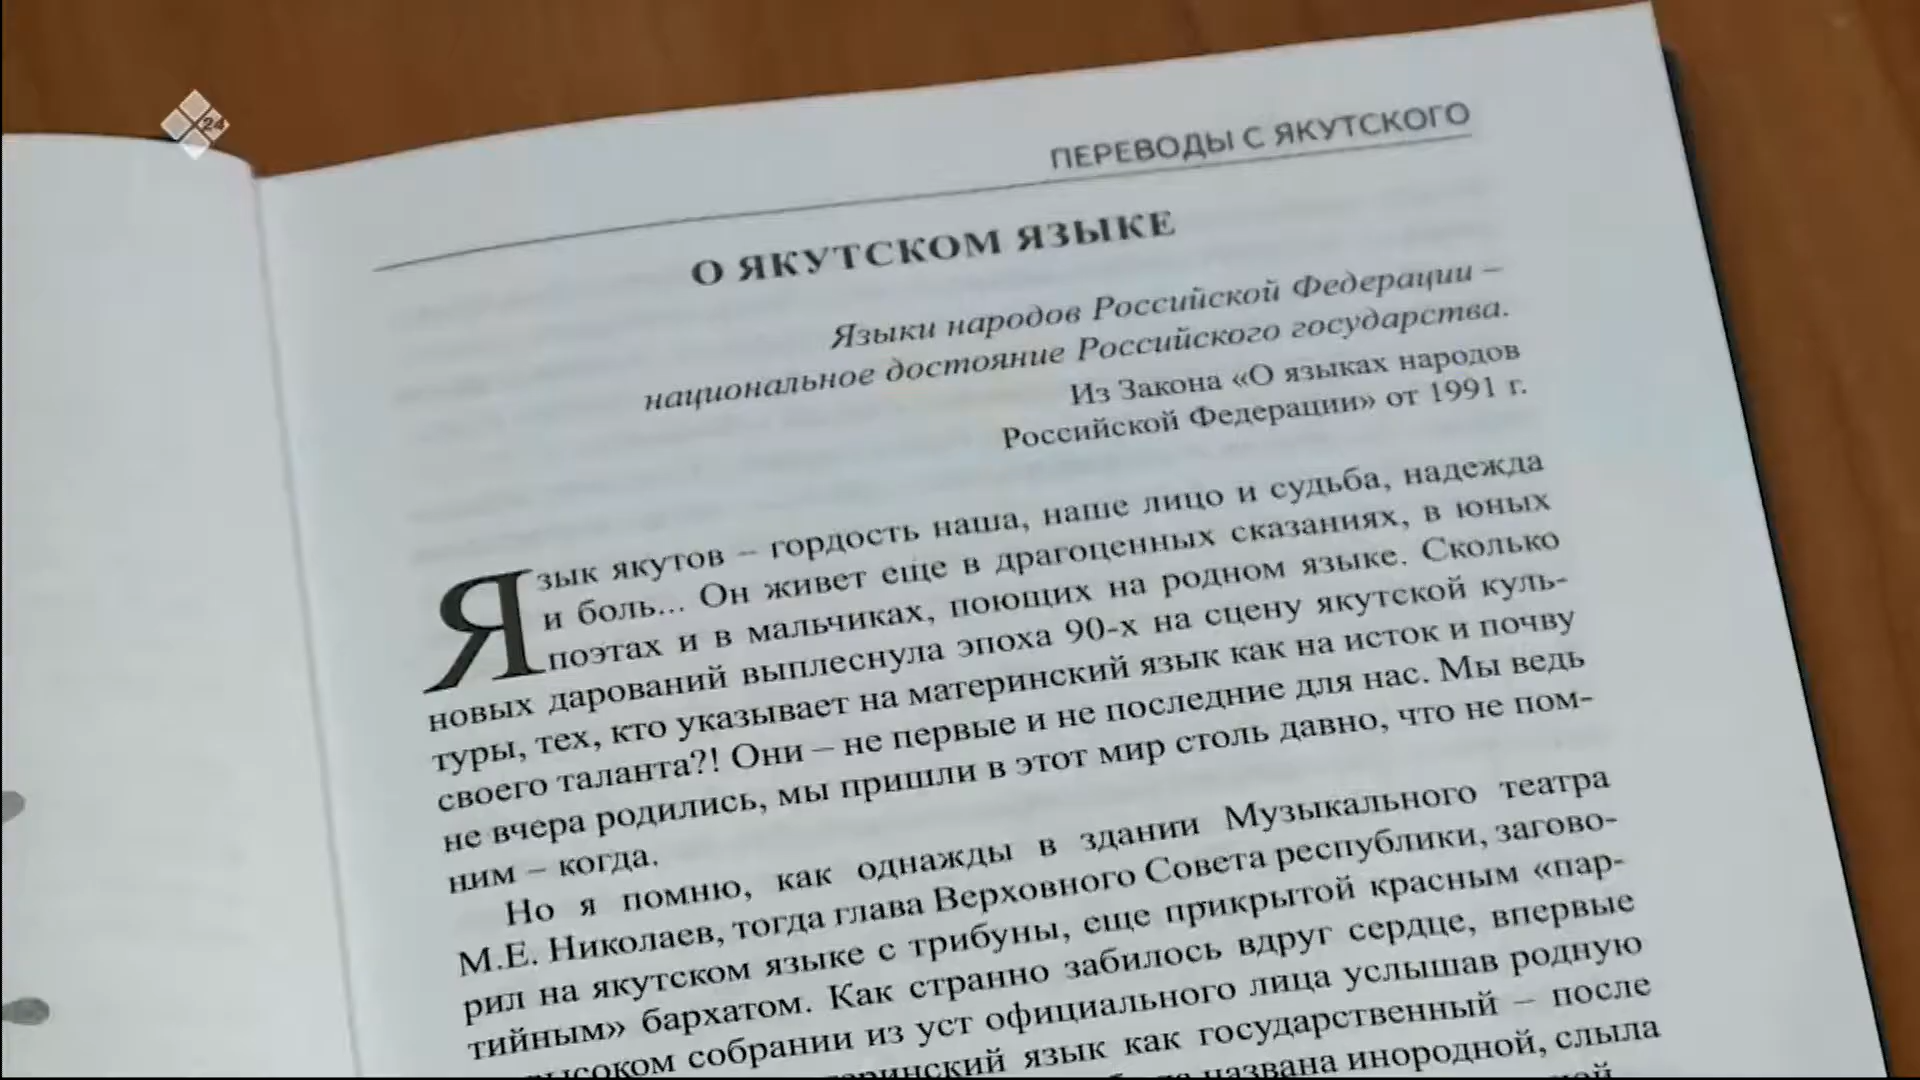 24
ПЕРЕВОДЫ С ЯКУТСКОГО
О ЯКУТСКОМ ЯЗЫКЕ
Языки народов Российской Федерации –
национальное достояние Российского государства.
Из Закона «О языках народов
Российской Федерации» от 1991 г.
Язык якутов – гордость наша, наше лицо и судьба, надежда
и боль... Он живет еще в драгоценных сказаниях, в юных
поэтах и в мальчиках, поющих на родном языке. Сколько
новых дарований выплеснула эпоха 90-х на сцену якутской куль-
туры, тех, кто указывает на материнский язык как на исток и почву
своего таланта?! Они – не первые и не последние для нас. Мы ведь
не вчера родились, мы пришли в этот мир столь давно, что не пом-
ним – когда.
Но я помню, как однажды в здании Музыкального театра
М.Е. Николаев, тогда глава Верховного Совета республики, загово-
рил на якутском языке с трибуны, еще прикрытой красным «пар-
тийным» бархатом. Как странно забилось вдруг сердце, впервые
высоком собрании из уст официального лица услышав родную
язык как государственный – после
названа инородной, слыла